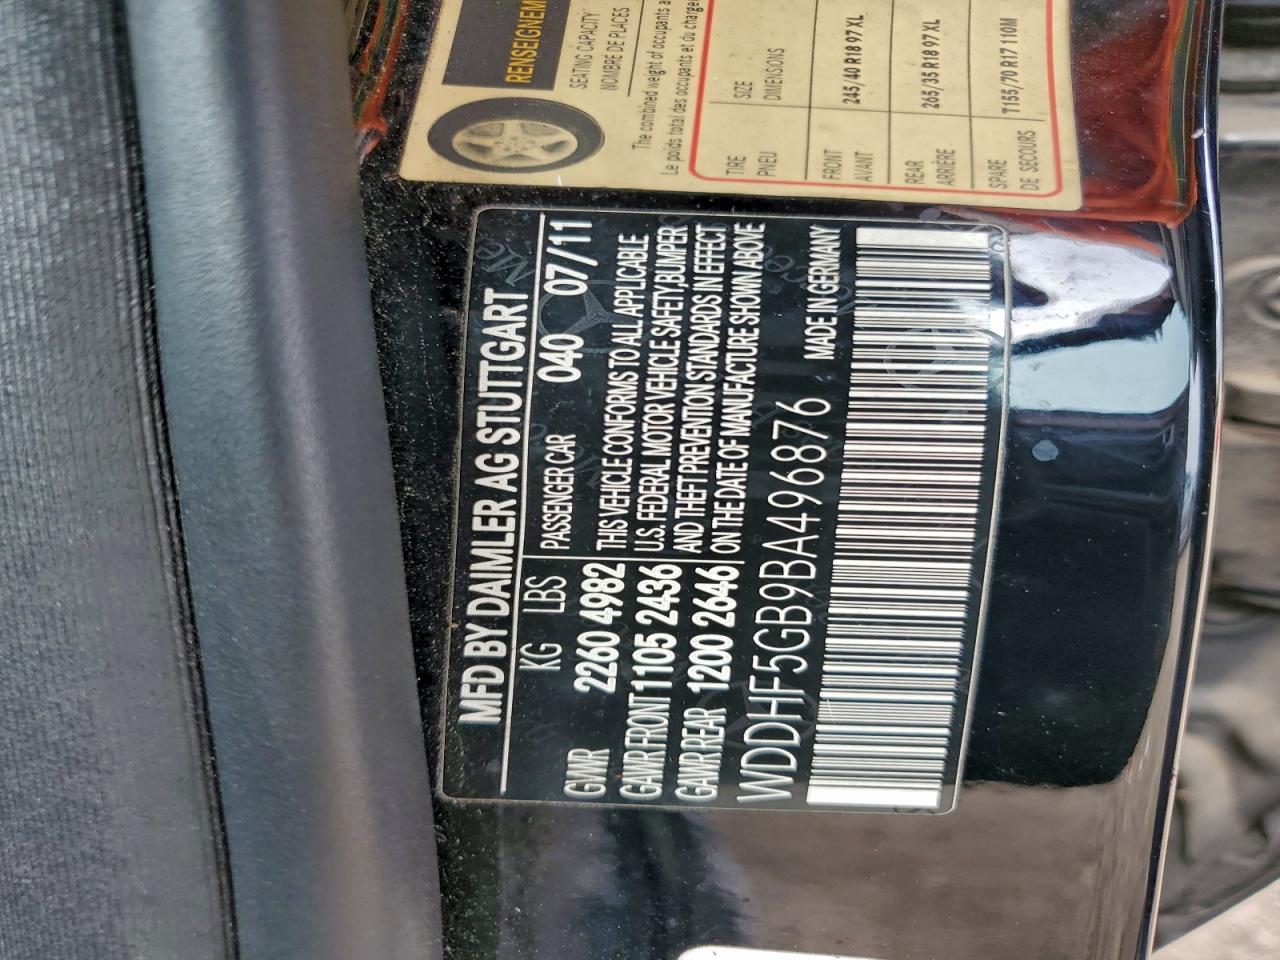 RENSEIGNEM
SEATING CAPACITY
NOMBRE DE PLACES
The combined weight of occupants a
Le poids total des occupants et du charge
TIRE SIZE
PNEU DIMENSIONS
FRONT 245/40 R18 97 XL
AVANT
REAR 265/35 R18 97 XL
ARRIÈRE
SPARE T155/70 R17 110M
DE SECOURS
MFD BY DAIMLER AG STUTTGART
KG LBS PASSENGER CAR 040 07/11
GVWR 2260 4982
GAWR FRONT 1105 2436
GAWR REAR 1200 2646
THIS VEHICLE CONFORMS TO ALL APPLICABLE
U.S. FEDERAL MOTOR VEHICLE SAFETY,BUMPER
AND THEFT PREVENTION STANDARDS IN EFFECT
ON THE DATE OF MANUFACTURE SHOWN ABOVE
WDDHF5GB9BA496876 MADE IN GERMANY